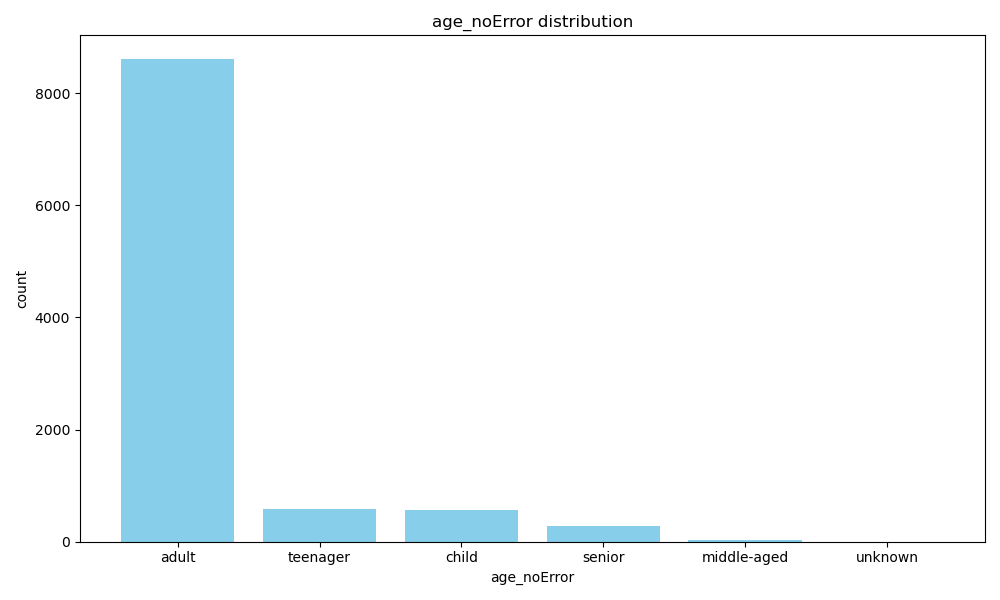 age_noError distribution
count
8000
6000
4000
2000
0
adult teenager child senior middle-aged unknown
age_noError